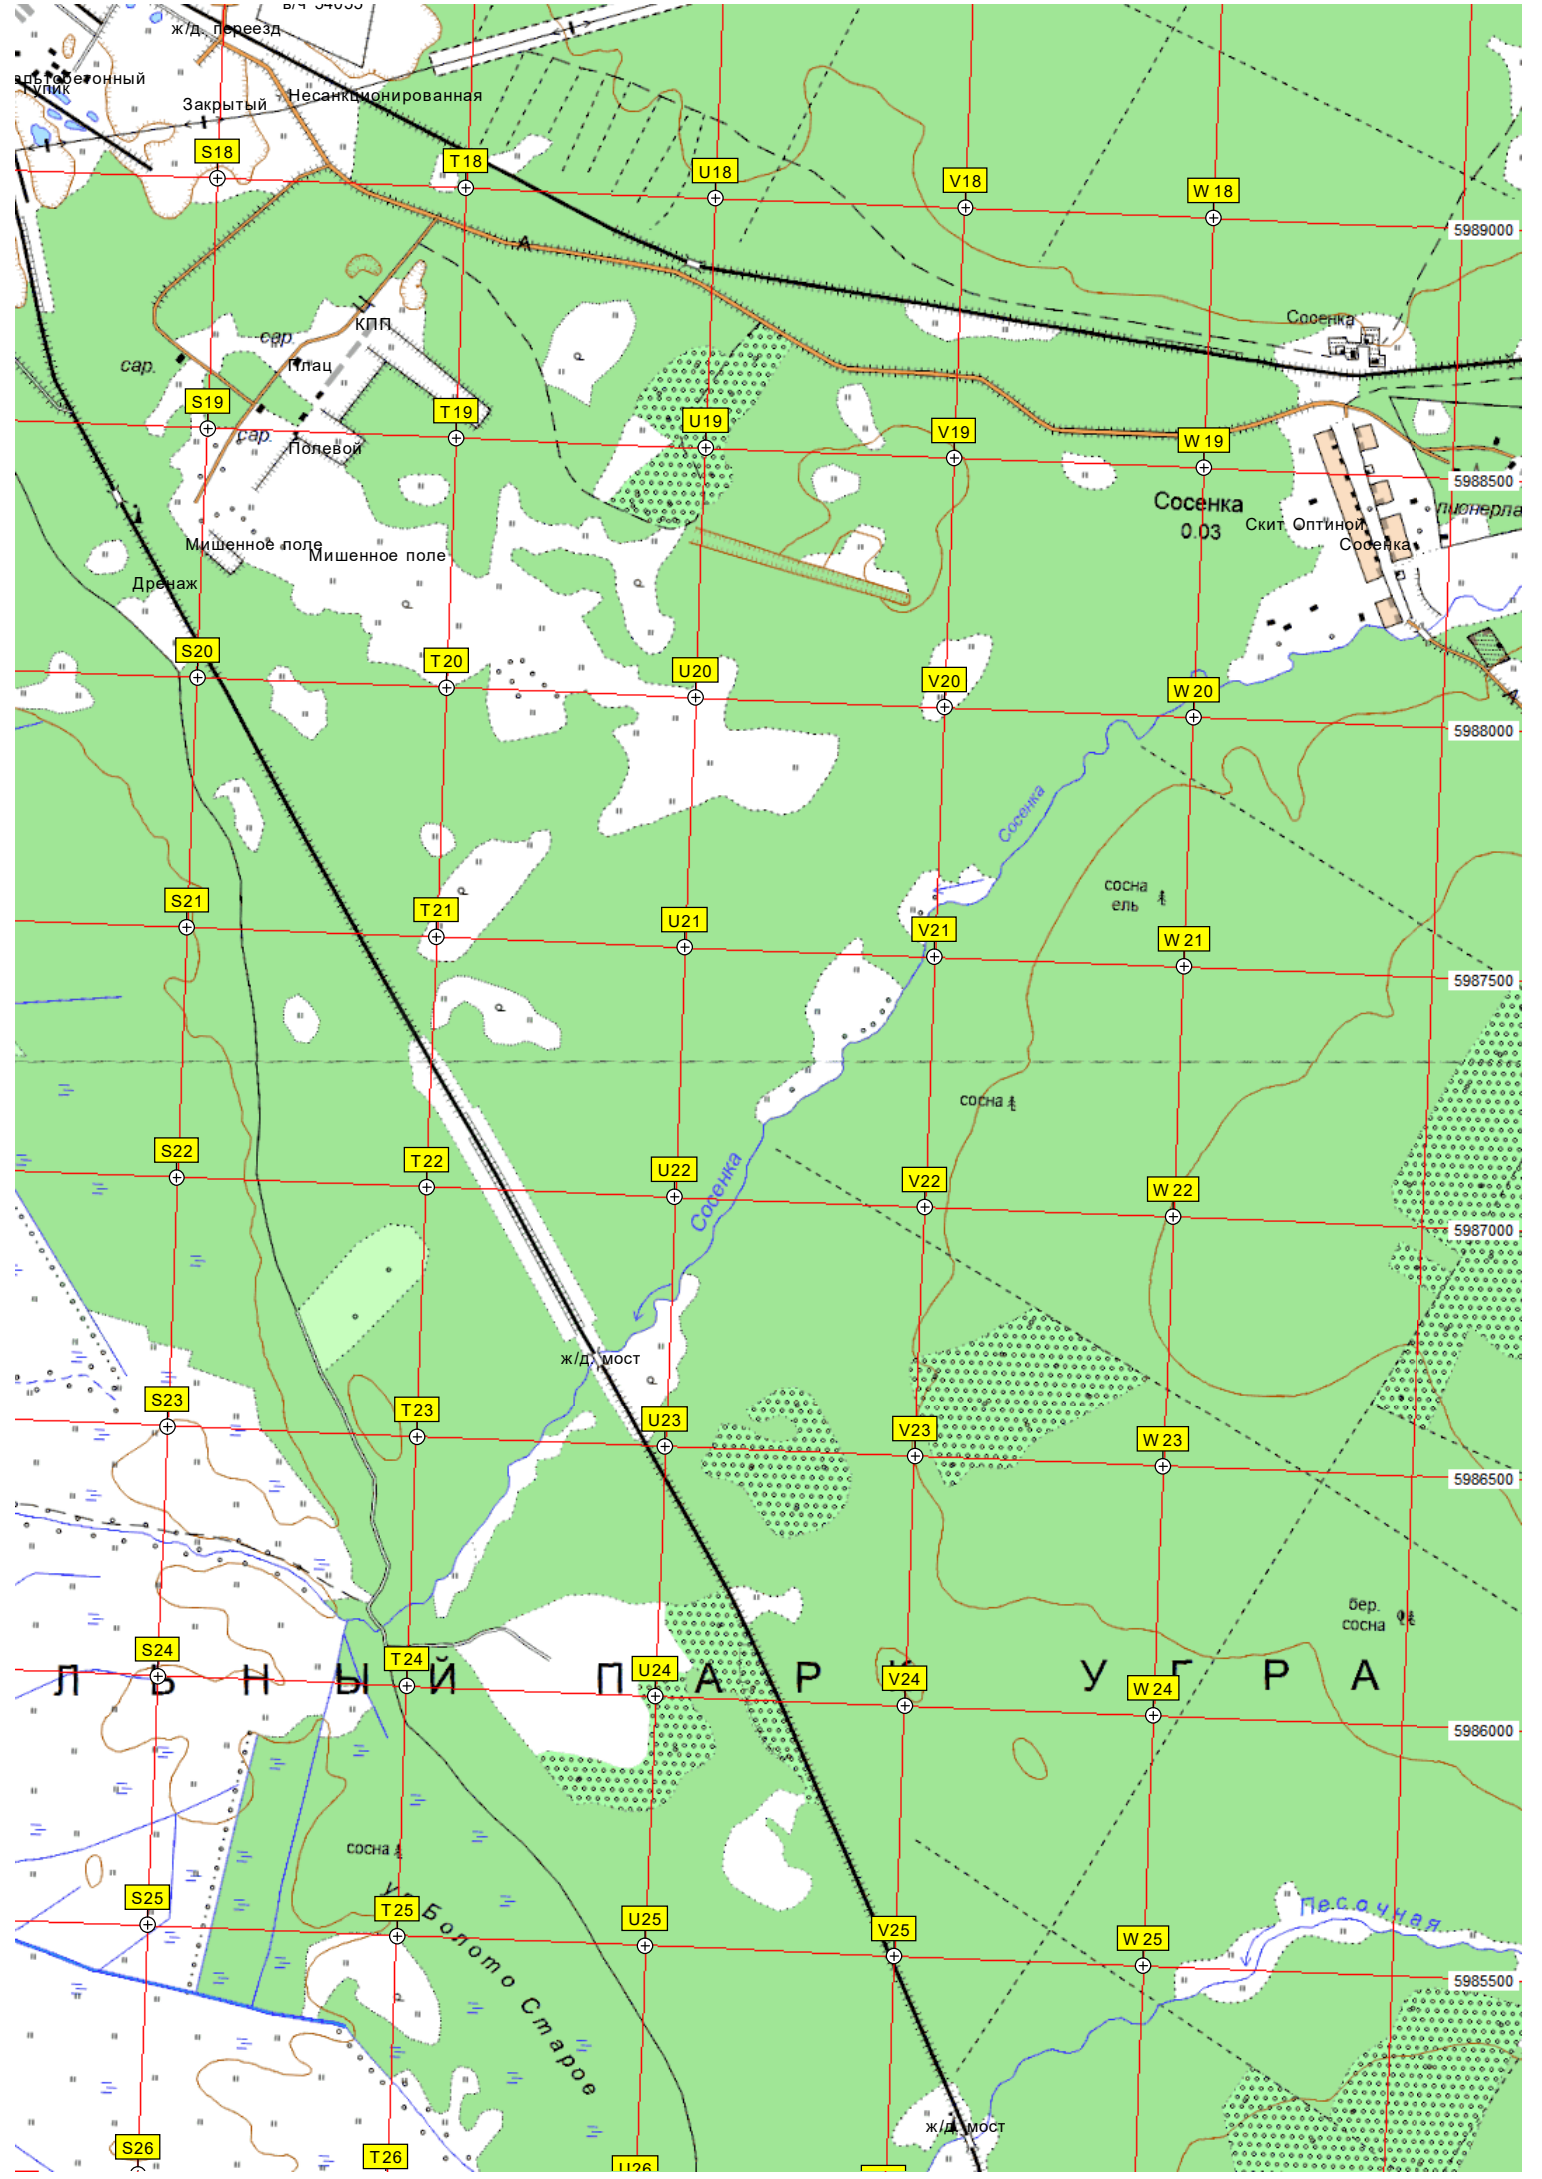 в/ч 54055
ж/д. переезд
Тупик
Закрытый
Несанкционированная
S18
T18
U18
V18
W18
5989000
А
КПП
сар.
сар.
Плац
Сосенка
S19
T19
U19
V19
W19
сар.
Полевой
5988500
Сосенка
0.03
Скит Оптиной
Сосенка
пионерла
Мишенное поле
Мишенное поле
Дренаж
S20
T20
U20
V20
W20
А
5988000
Сосенка
сосна
ель
S21
T21
U21
V21
W21
5987500
сосна
S22
T22
U22
V22
W22
Сосенка
5987000
ж/д. мост
S23
T23
U23
V23
W23
5986500
бер.
сосна
S24
T24
U24
V24
W24
Л Ь Н Ы Й П А Р К У Г Р А
5986000
сосна
S25
T25
U25
V25
W25
ур. Болото Старое
Песочная
5985500
ж/д. мост
S26
T26
U26